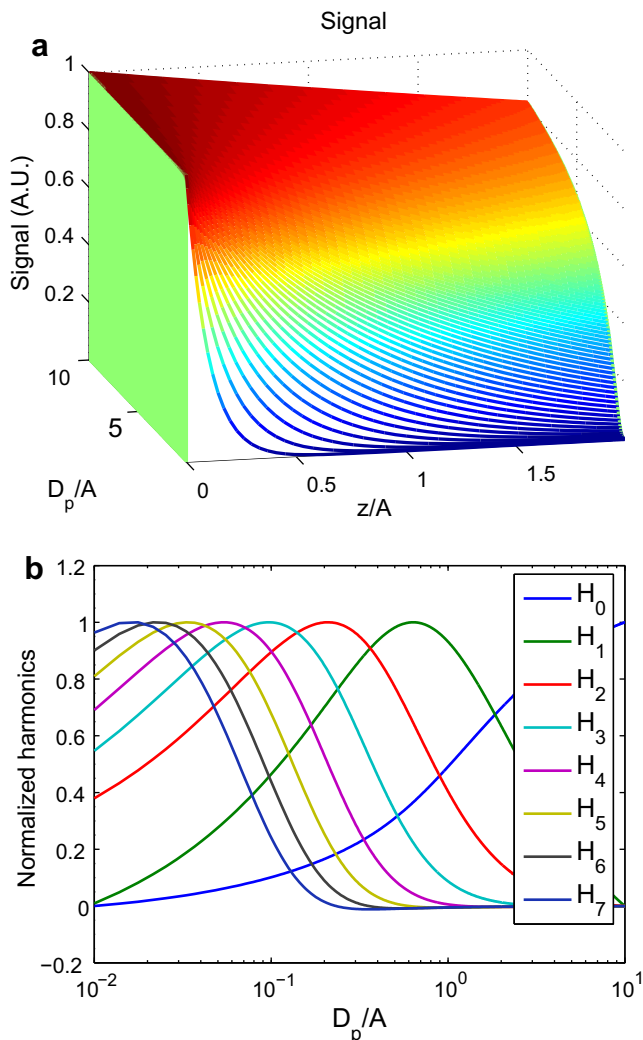 a
Signal
1
0.8
0.6
0.4
0.2
Signal (A.U.)
10
5
D_p/A
0
0.5
1
1.5
z/A
b
1.2
1
0.8
0.6
0.4
0.2
0
−0.2
Normalized harmonics
H_0
H_1
H_2
H_3
H_4
H_5
H_6
H_7
10^−2
10^−1
10^0
10^1
D_p/A